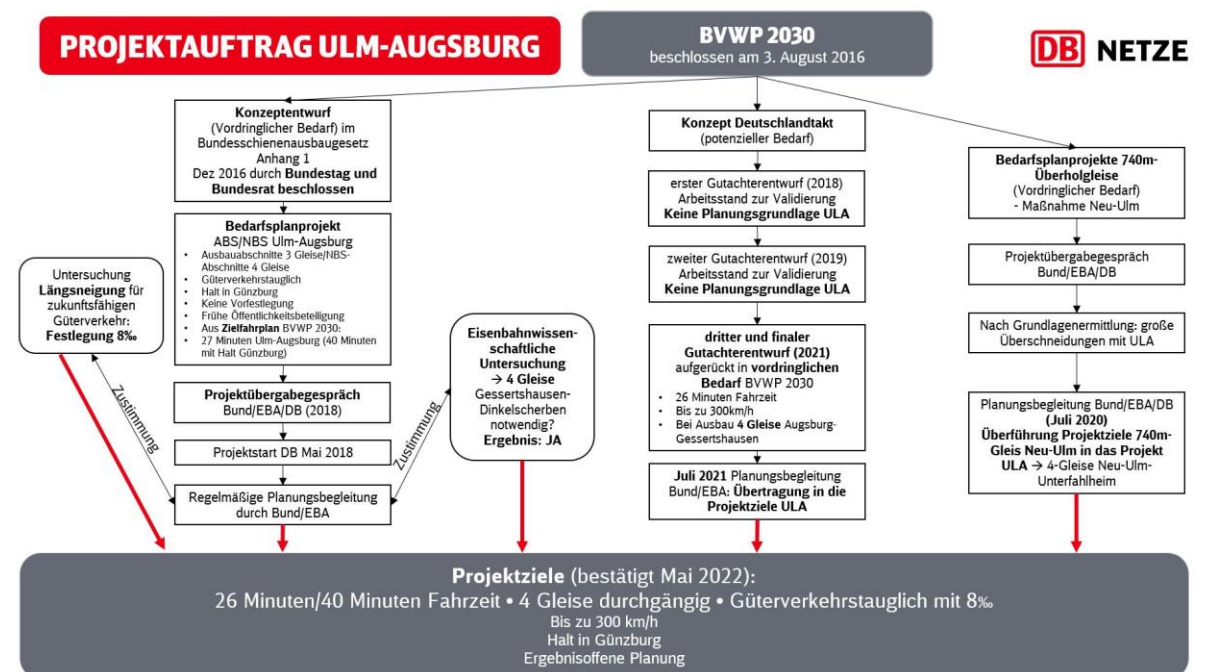 PROJEKTAUFTRAG ULM-AUGSBURG
BVWP 2030
beschlossen am 3. August 2016
DB NETZE
Konzeptentwurf
(Vordringlicher Bedarf) im
Bundesschienenausbaugesetz
Anhang 1
Dez 2016 durch Bundestag und
Bundesrat beschlossen
Bedarfsplanprojekt
ABS/NBS Ulm-Augsburg
• Ausbauabschnitte 3 Gleise/NBS-
Abschnitte 4 Gleise
• Güterverkehrstauglich
• Halt in Günzburg
• Keine Vorfestlegung
• Frühe Öffentlichkeitsbeteiligung
• Aus Zielfahrplan BVWP 2030:
27 Minuten Ulm-Augsburg (40 Minuten
mit Halt Günzburg)
Projektübergabegespräch
Bund/EBA/DB (2018)
Projektstart DB Mai 2018
Regelmäßige Planungsbegleitung
durch Bund/EBA
Untersuchung
Längsneigung für
zukunftsfähigen
Güterverkehr:
Festlegung 8‰
Zustimmung
Eisenbahnwissen-
schaftliche
Untersuchung
→ 4 Gleise
Gessertshausen-
Dinkelscherben
notwendig?
Ergebnis: JA
Zustimmung
Konzept Deutschlandtakt
(potenzieller Bedarf)
erster Gutachterentwurf (2018)
Arbeitsstand zur Validierung
Keine Planungsgrundlage ULA
zweiter Gutachterentwurf (2019)
Arbeitsstand zur Validierung
Keine Planungsgrundlage ULA
dritter und finaler
Gutachterentwurf (2021)
aufgerückt in vordringlichen
Bedarf BVWP 2030
• 26 Minuten Fahrzeit
• Bis zu 300km/h
• Bei Ausbau 4 Gleise Augsburg-
Gessertshausen
Juli 2021 Planungsbegleitung
Bund/EBA: Übertragung in die
Projektziele ULA
Bedarfsplanprojekte 740m-
Überholgleise
(Vordringlicher Bedarf)
- Maßnahme Neu-Ulm
Projektübergabegespräch
Bund/EBA/DB
Nach Grundlagenermittlung: große
Überschneidungen mit ULA
Planungsbegleitung Bund/EBA/DB
(Juli 2020)
Überführung Projektziele 740m-
Gleis Neu-Ulm in das Projekt
ULA → 4-Gleise Neu-Ulm-
Unterfahlheim
Projektziele (bestätigt Mai 2022):
26 Minuten/40 Minuten Fahrzeit • 4 Gleise durchgängig • Güterverkehrstauglich mit 8‰
Bis zu 300 km/h
Halt in Günzburg
Ergebnisoffene Planung